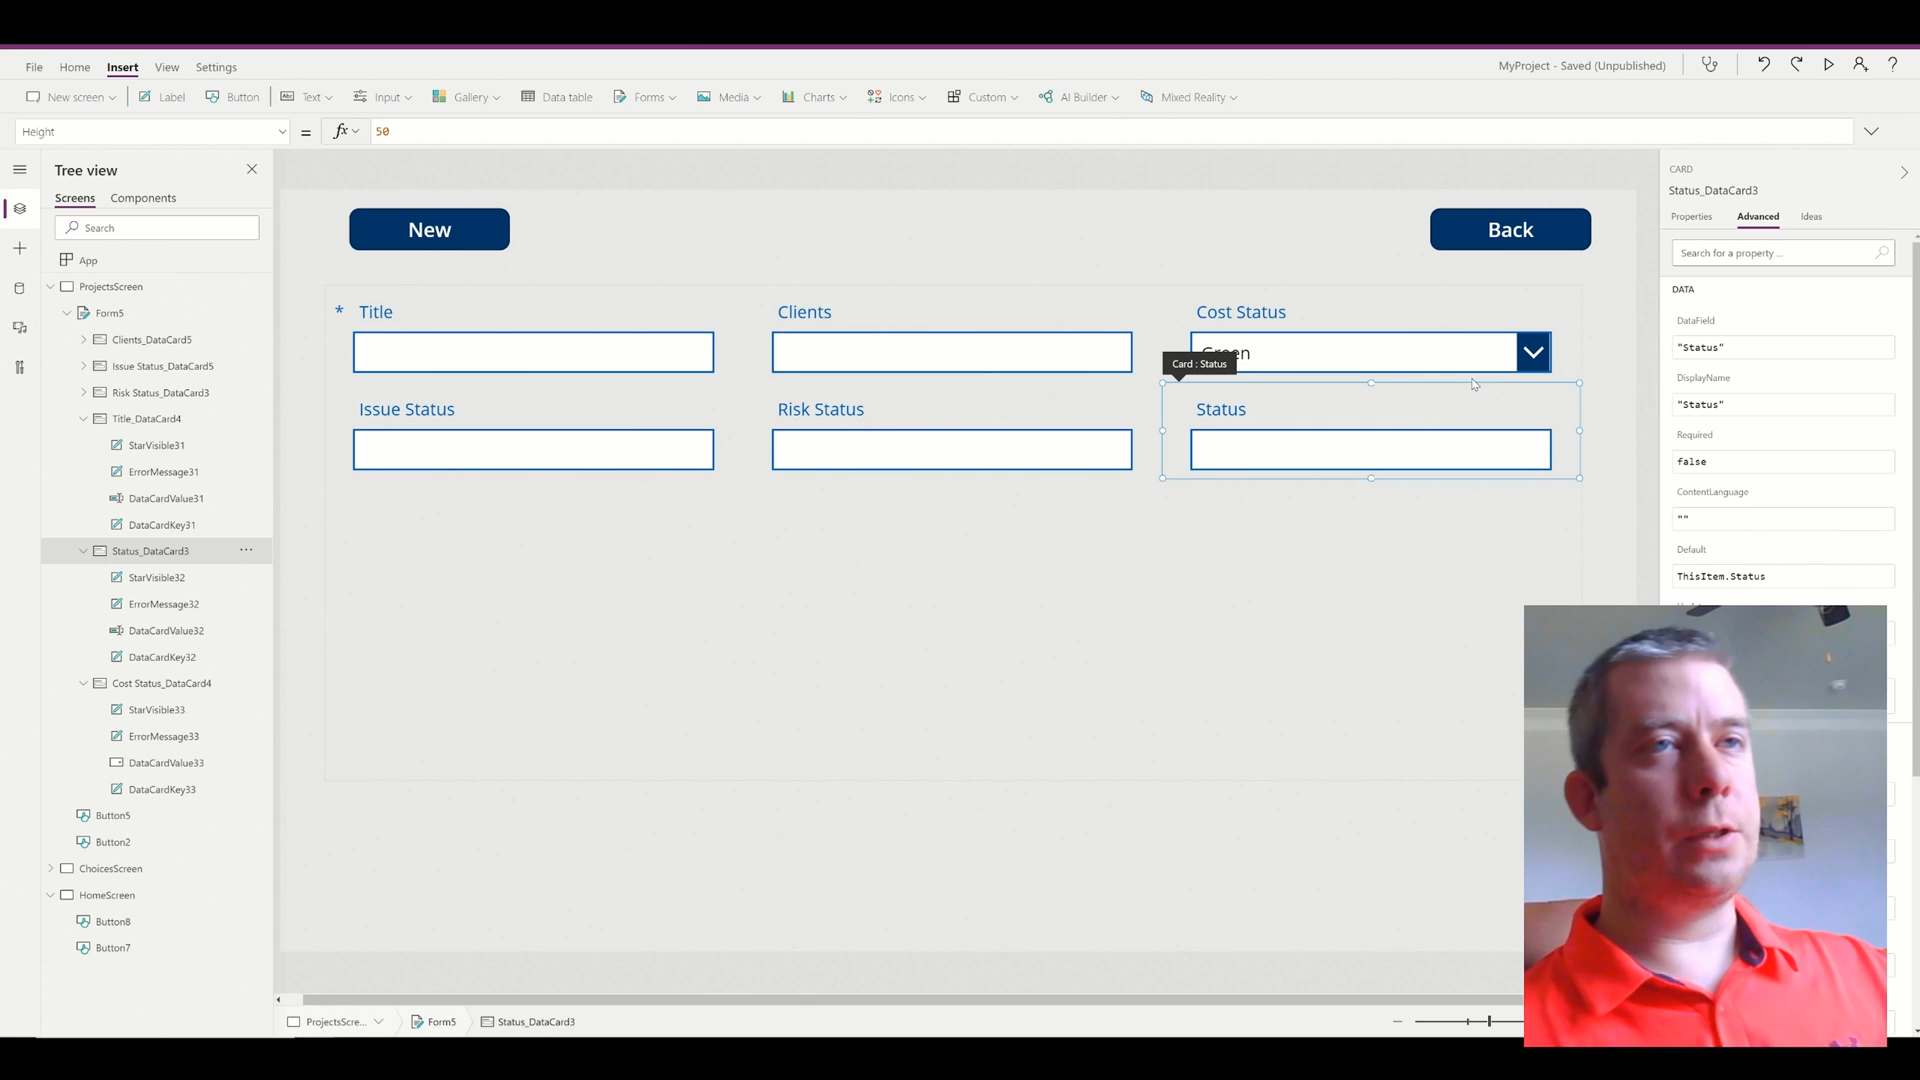 File Home Insert View Settings
MyProject - Saved (Unpublished)
New screen Label Button Text Input Gallery Data table Forms Media Charts Icons Custom AI Builder Mixed Reality
Height = fx 50
Tree view
Screens Components
Search
App
ProjectsScreen
Form5
Clients_DataCard5
Issue Status_DataCard5
Risk Status_DataCard3
Title_DataCard4
StarVisible31
ErrorMessage31
DataCardValue31
DataCardKey31
Status_DataCard3 ...
StarVisible32
ErrorMessage32
DataCardValue32
DataCardKey32
Cost Status_DataCard4
StarVisible33
ErrorMessage33
DataCardValue33
DataCardKey33
Button5
Button2
ChoicesScreen
HomeScreen
Button8
Button7
New Back
* Title Clients Cost Status
Green
Card : Status
Issue Status Risk Status Status
CARD
Status_DataCard3
Properties Advanced Ideas
Search for a property ...
DATA
DataField
"Status"
DisplayName
"Status"
Required
false
ContentLanguage
""
Default
ThisItem.Status
ProjectsScre... Form5 Status_DataCard3